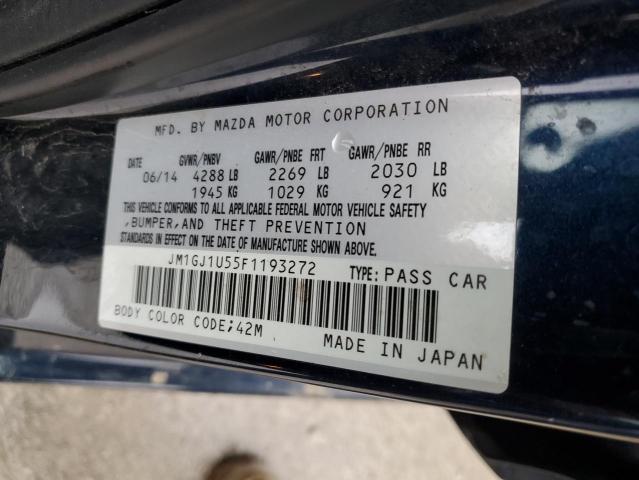 MFD. BY MAZDA MOTOR CORPORATION
DATE GVWR/PNBV GAWR/PNBE FRT GAWR/PNBE RR
06/14 4288 LB 2269 LB 2030 LB
1945 KG 1029 KG 921 KG
THIS VEHICLE CONFORMS TO ALL APPLICABLE FEDERAL MOTOR VEHICLE SAFETY
,BUMPER,AND THEFT PREVENTION
STANDARDS IN EFFECT ON THE DATE OF MANUFACTURE SHOWN ABOVE.
JM1GJ1U55F1193272 TYPE: PASS CAR
BODY COLOR CODE;42M MADE IN JAPAN